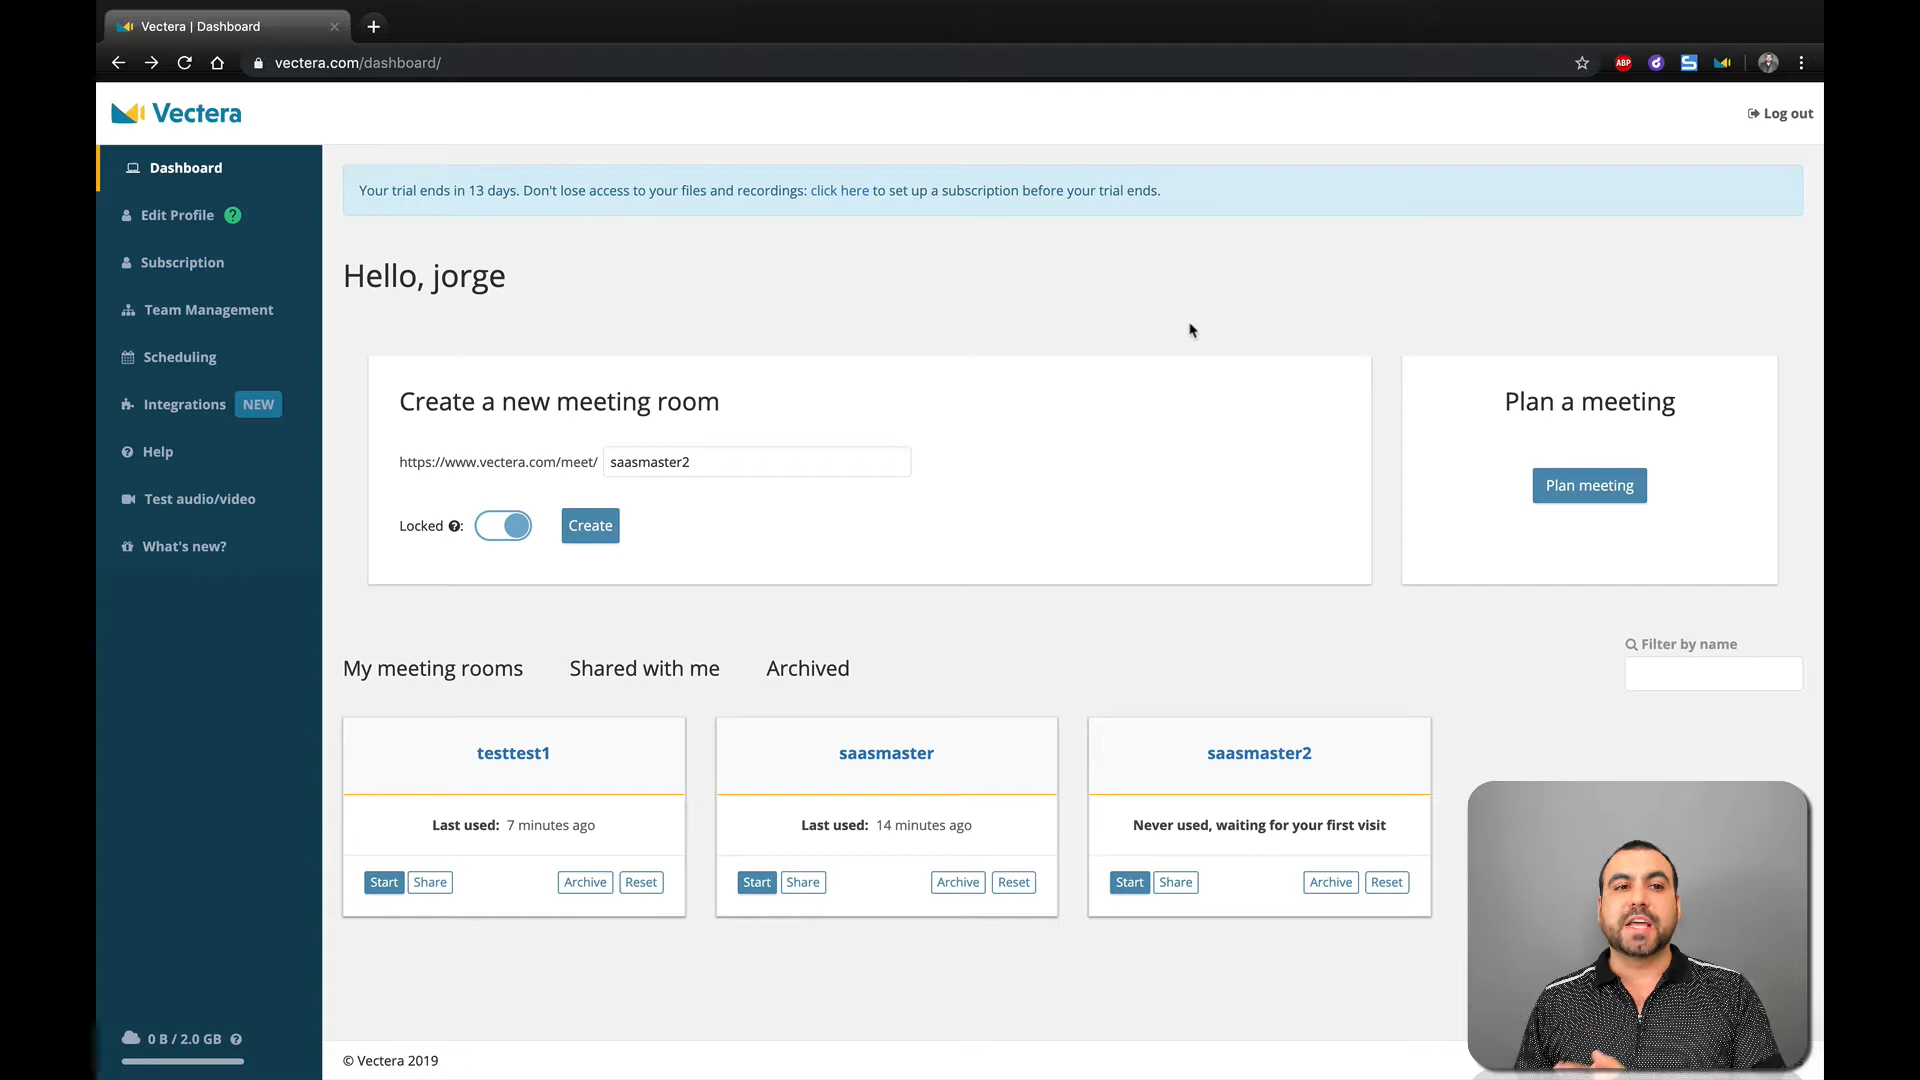 Vectera | Dashboard
vectera.com/dashboard/
ABP
Vectera
Log out
Dashboard
Edit Profile ?
Subscription
Team Management
Scheduling
Integrations NEW
Help
Test audio/video
What's new?
0 B / 2.0 GB
Your trial ends in 13 days. Don't lose access to your files and recordings: click here to set up a subscription before your trial ends.
Hello, jorge
Create a new meeting room
https://www.vectera.com/meet/ saasmaster2
Locked ?:
Create
Plan a meeting
Plan meeting
My meeting rooms
Shared with me
Archived
Filter by name
testtest1
Last used: 7 minutes ago
Start Share Archive Reset
saasmaster
Last used: 14 minutes ago
Start Share Archive Reset
saasmaster2
Never used, waiting for your first visit
Start Share Archive Reset
© Vectera 2019